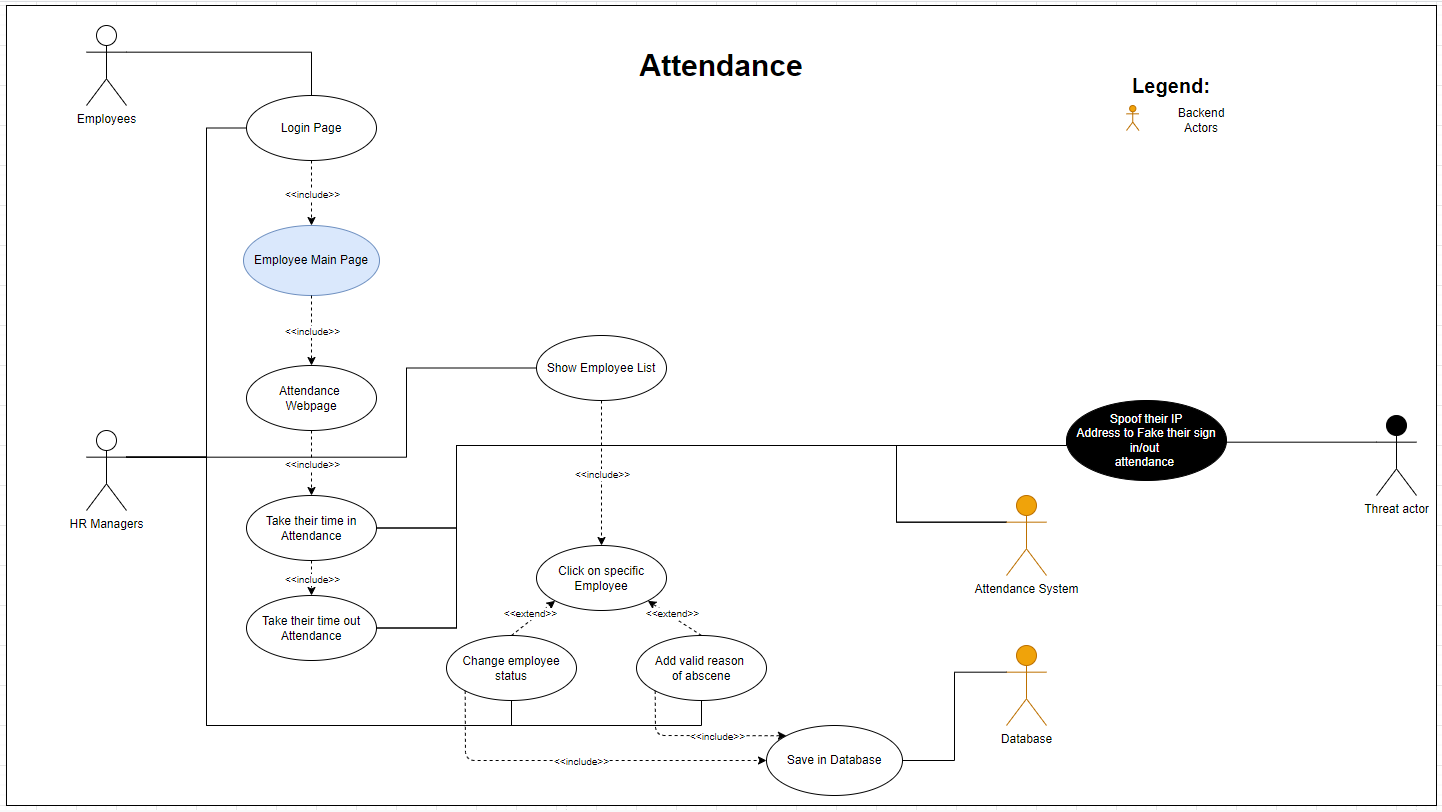 Attendance
Legend:
Backend
Actors
Employees
Login Page
<<include>>
Employee Main Page
<<include>>
Attendance
Webpage
Show Employee List
<<include>>
<<include>>
Spoof their IP
Address to Fake their sign
in/out
attendance
HR Managers
Threat actor
Take their time in
Attendance
<<include>>
Take their time out
Attendance
Click on specific
Employee
<<extend>>
<<extend>>
Attendance System
Change employee
status
Add valid reason
of abscene
<<include>>
<<include>>
Save in Database
Database